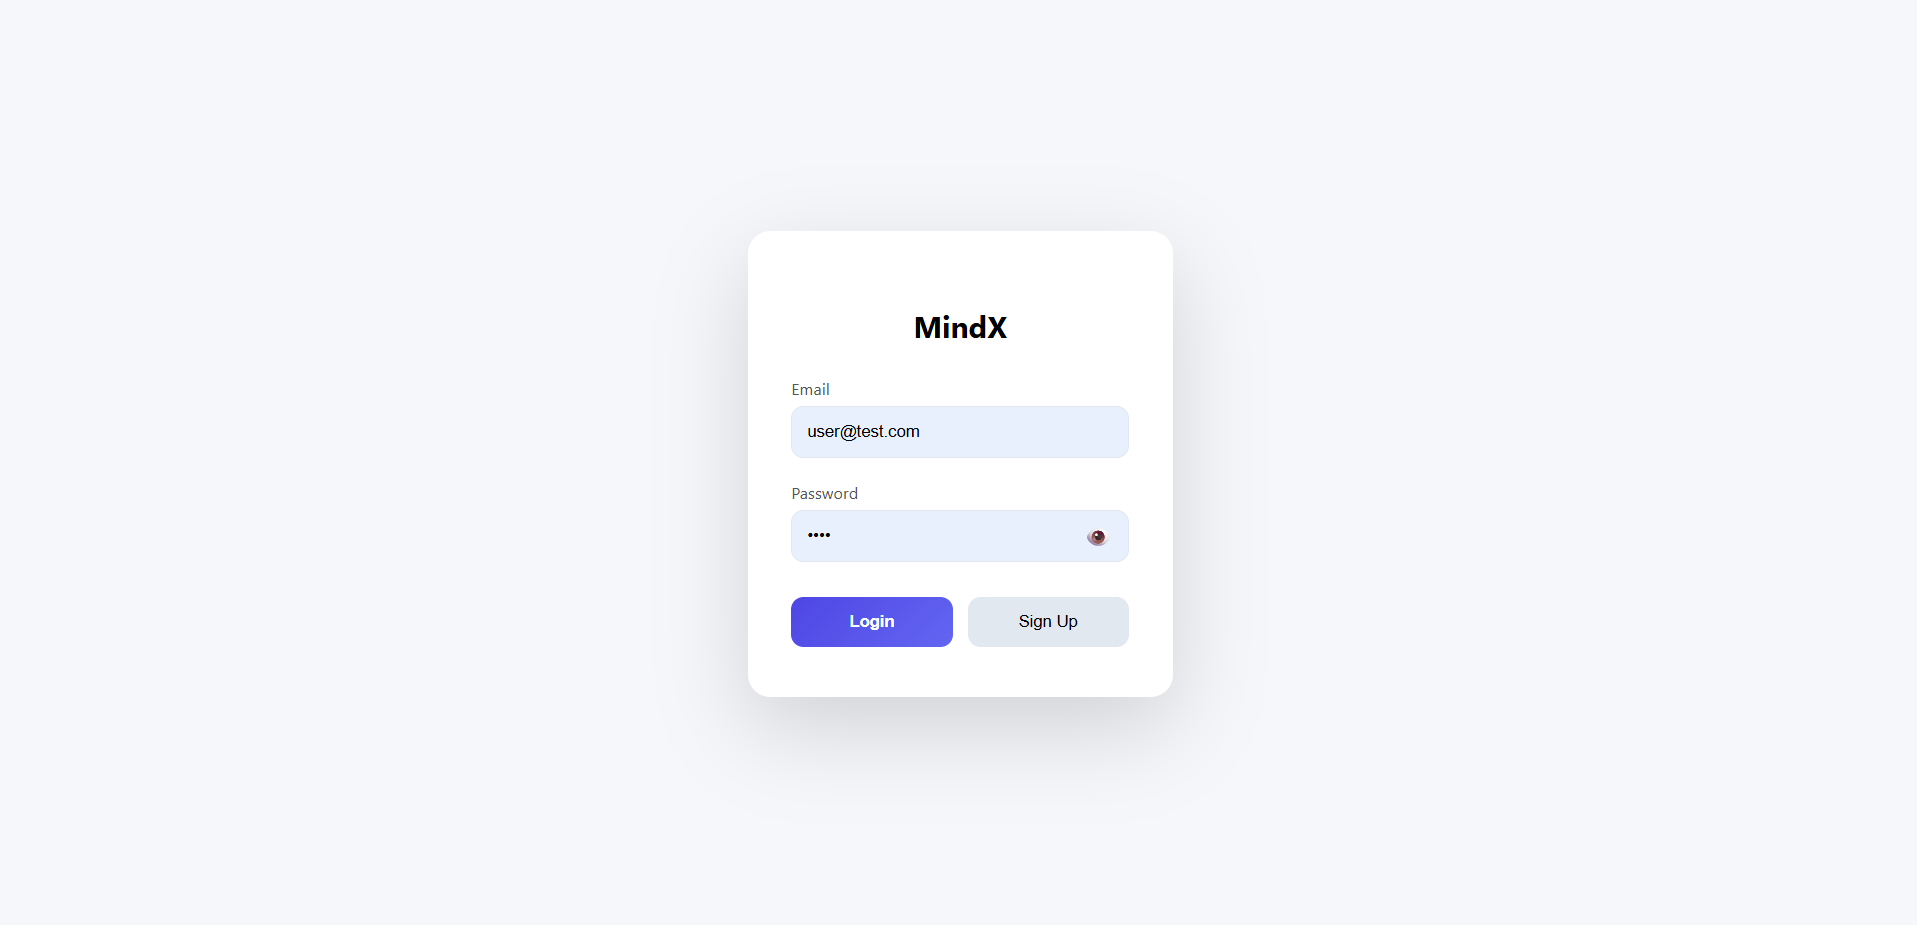 MindX
Email
user@test.com
Password
••••
Login
Sign Up